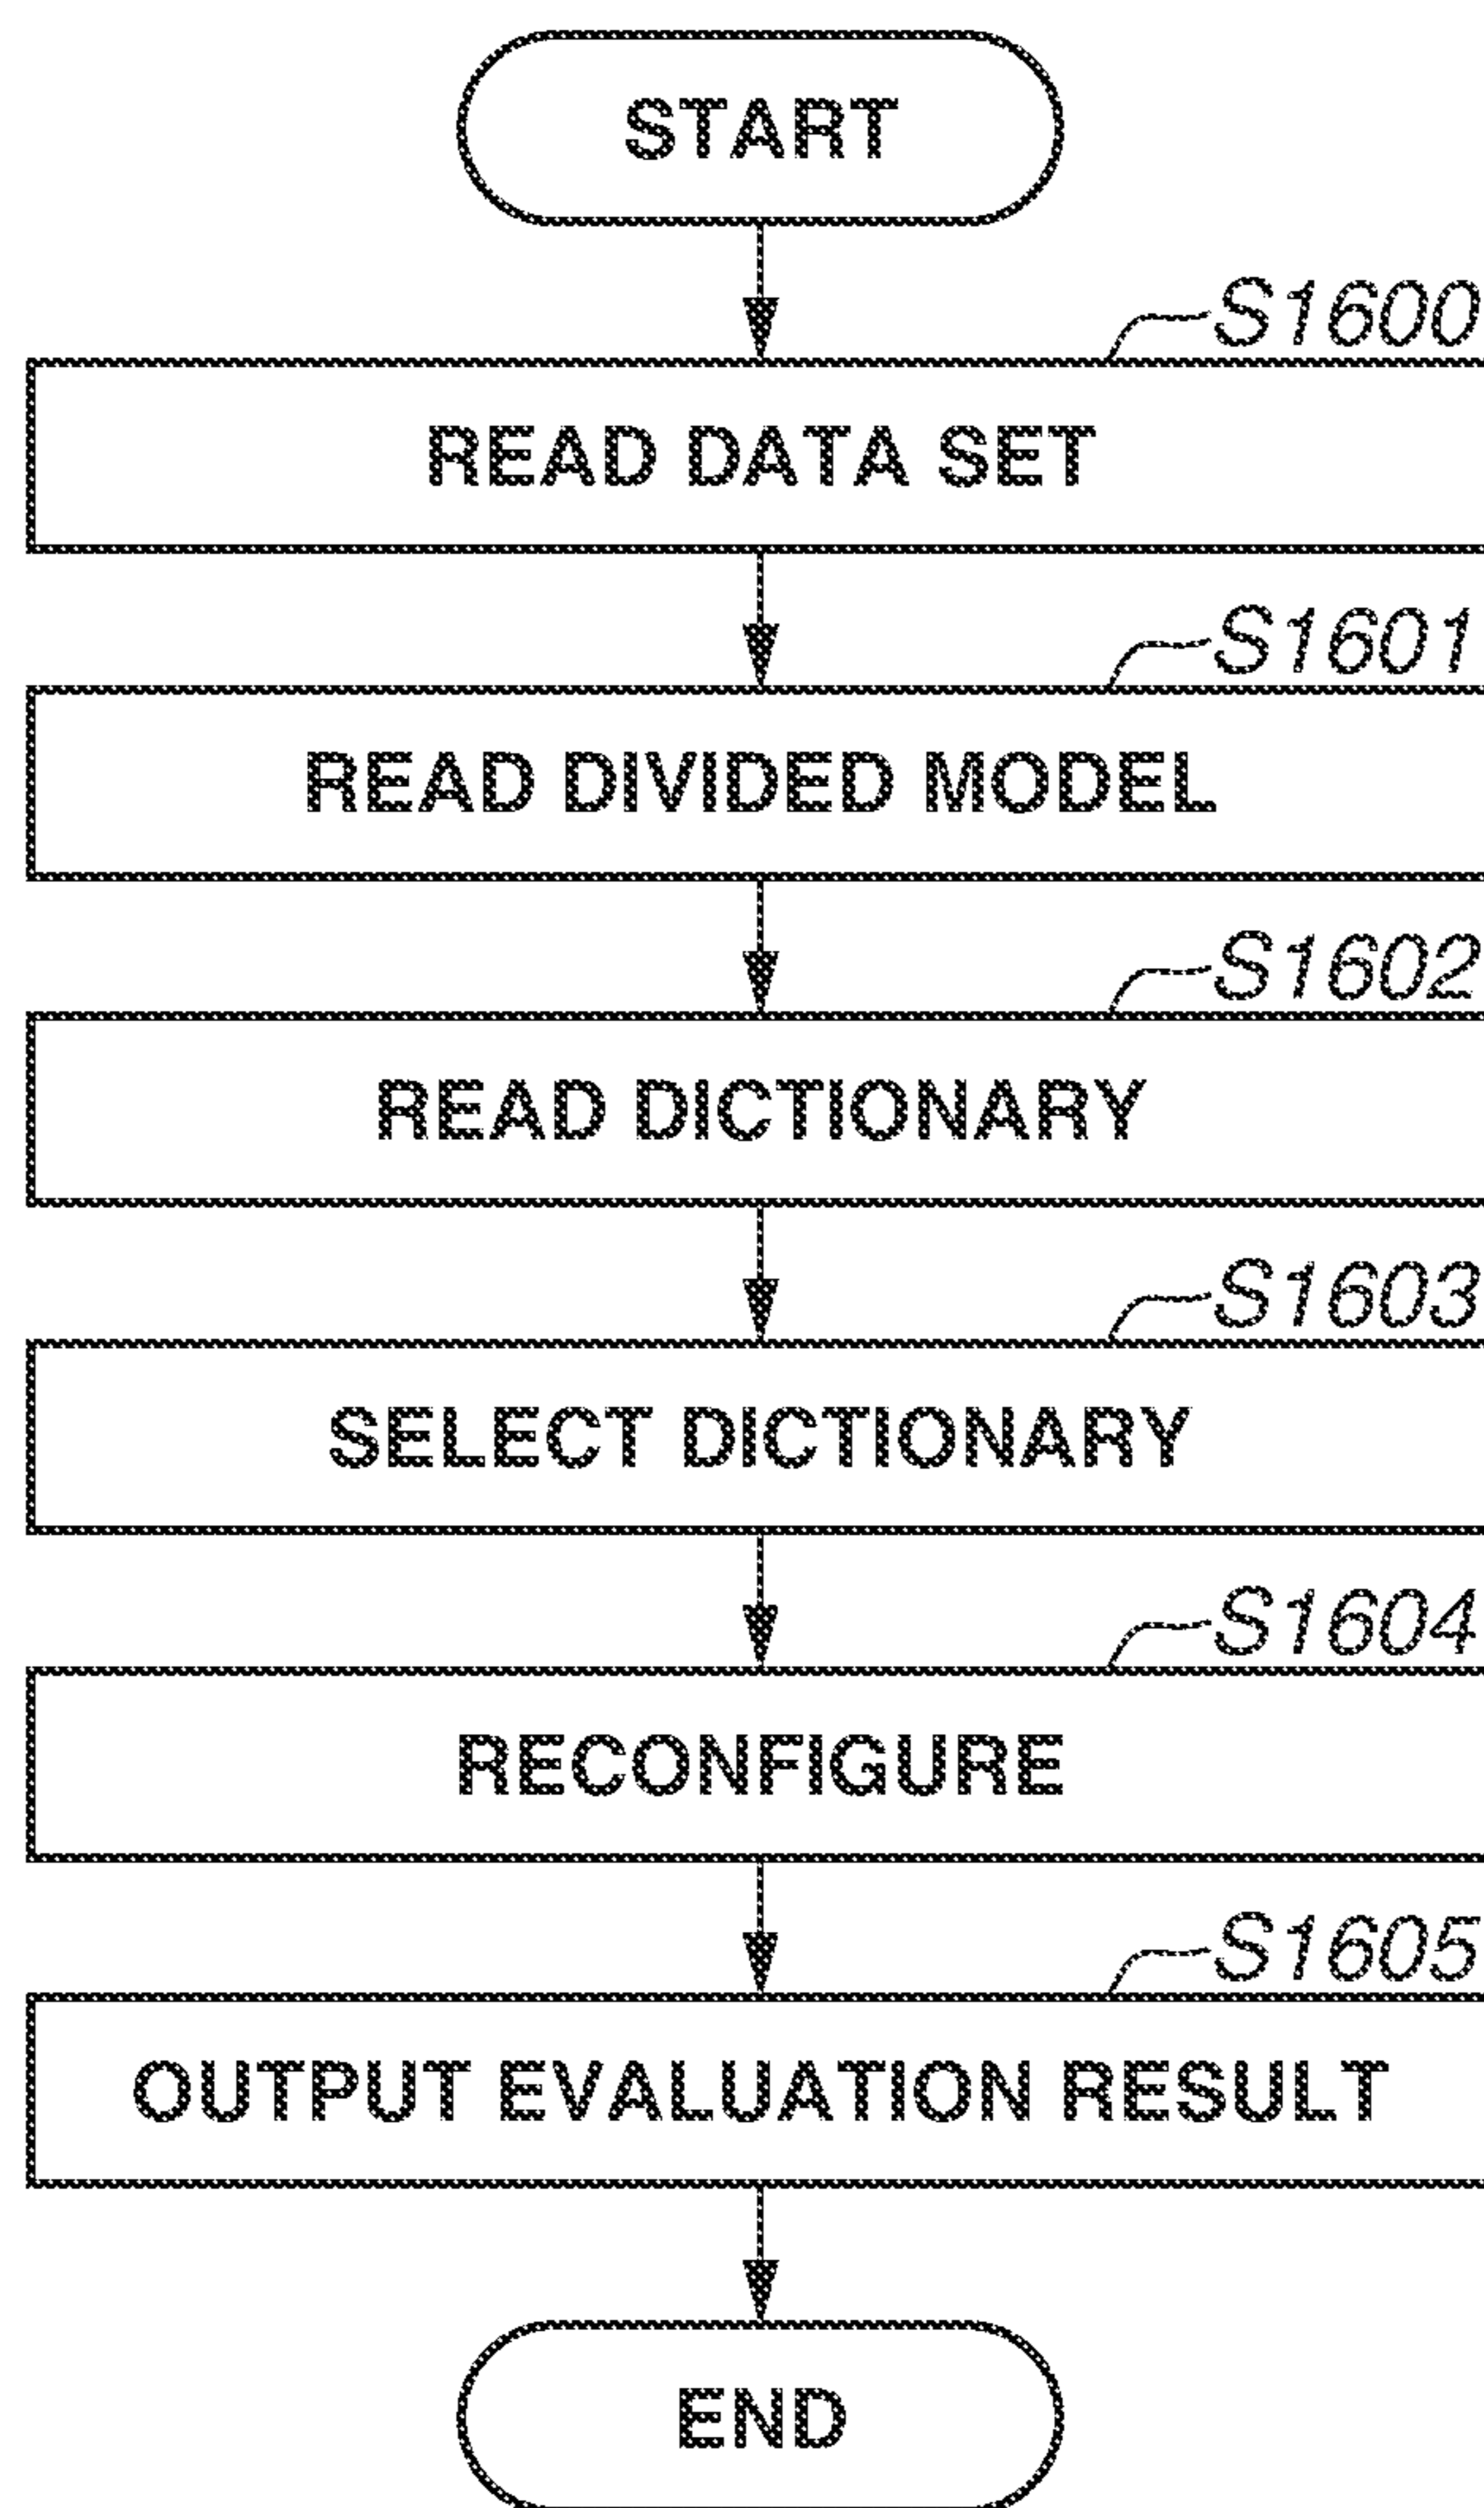 START
S1600
READ DATA SET
S1601
READ DIVIDED MODEL
S1602
READ DICTIONARY
S1603
SELECT DICTIONARY
S1604
RECONFIGURE
S1605
OUTPUT EVALUATION RESULT
END